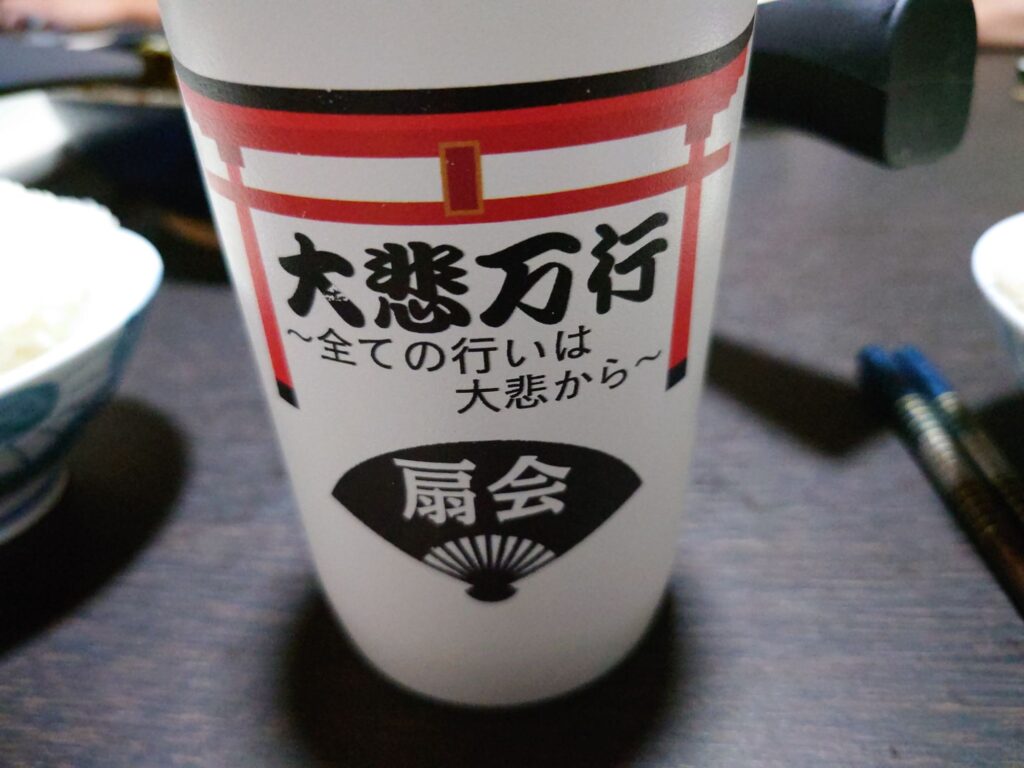 大悲万行
～全ての行いは
大悲から～
扇会